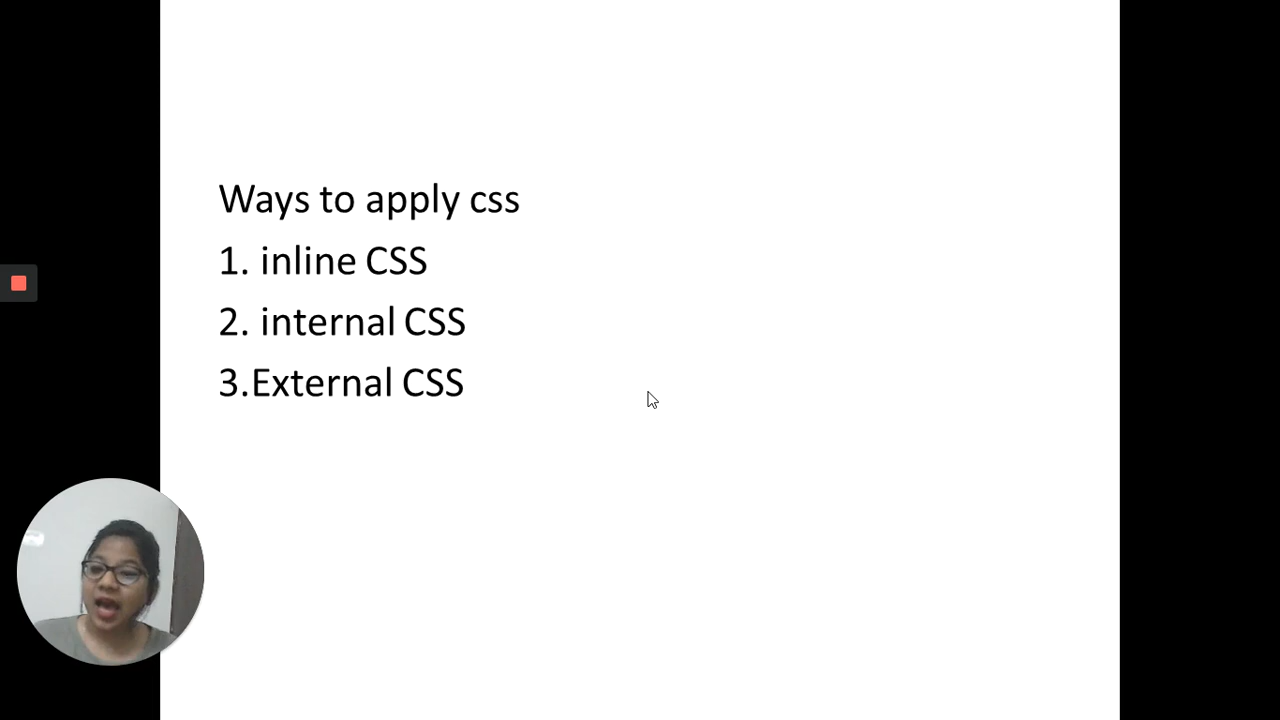 Ways to apply css
1. inline CSS
2. internal CSS
3.External CSS